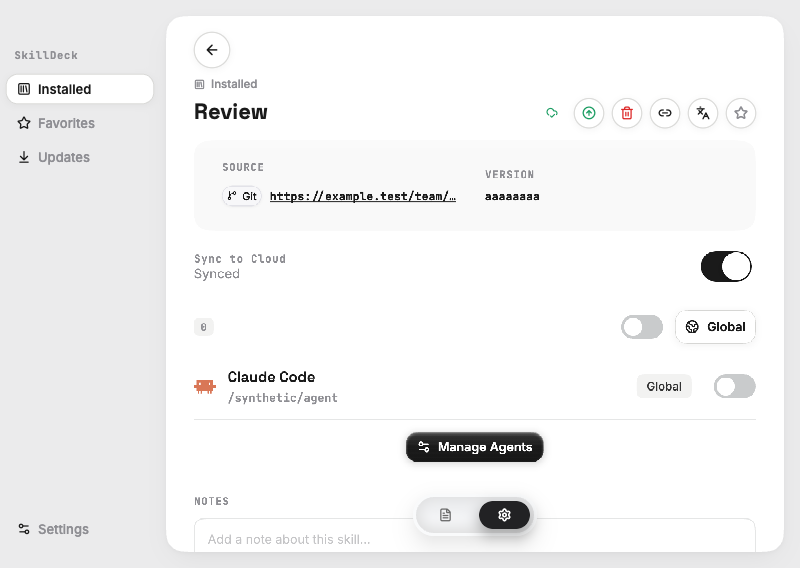 SkillDeck
Installed
Favorites
Updates
Settings
Installed
Review
SOURCE
VERSION
Git
https://example.test/team/…
aaaaaaaa
Sync to Cloud
Synced
0
Global
Claude Code
/synthetic/agent
Global
Manage Agents
NOTES
Add a note about this skill...